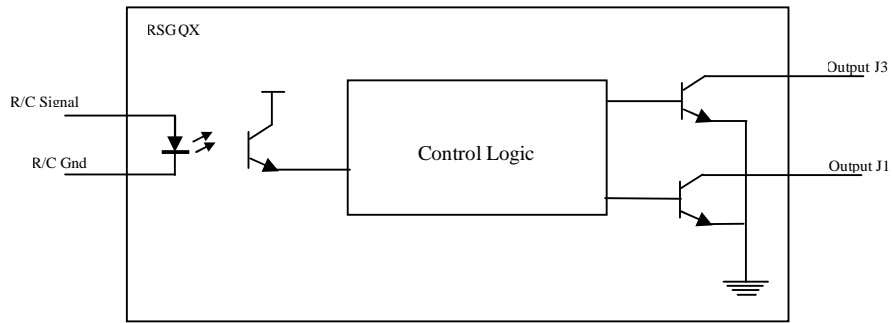 RSGQX
Output J3
R/C Signal
Control Logic
R/C Gnd
Output J1